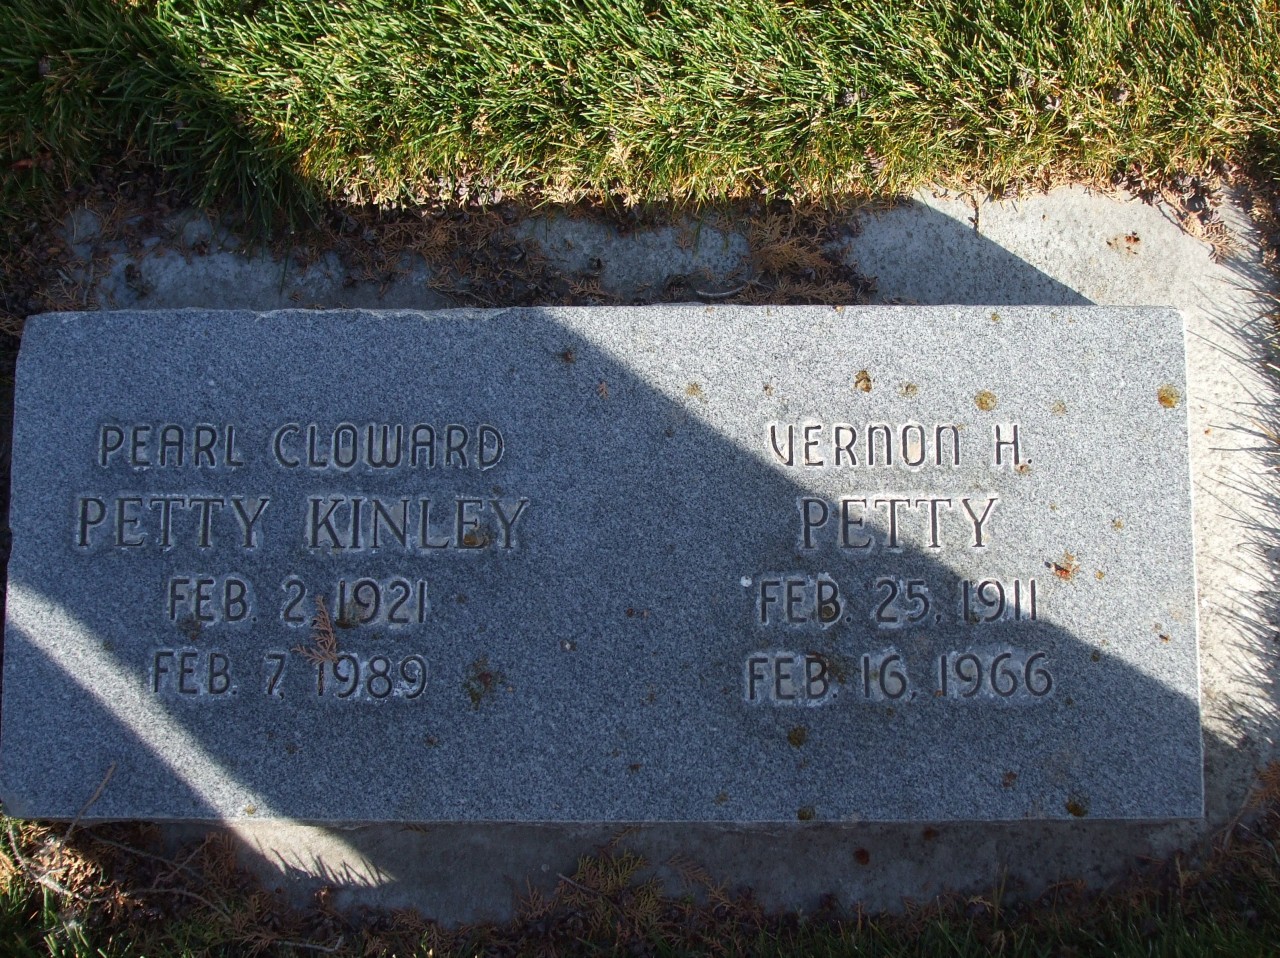 PEARL CLOWARD
PETTY KINLEY
FEB. 2, 1921
FEB. 7, 1989
VERNON H.
PETTY
FEB. 25, 1911
FEB. 16, 1966